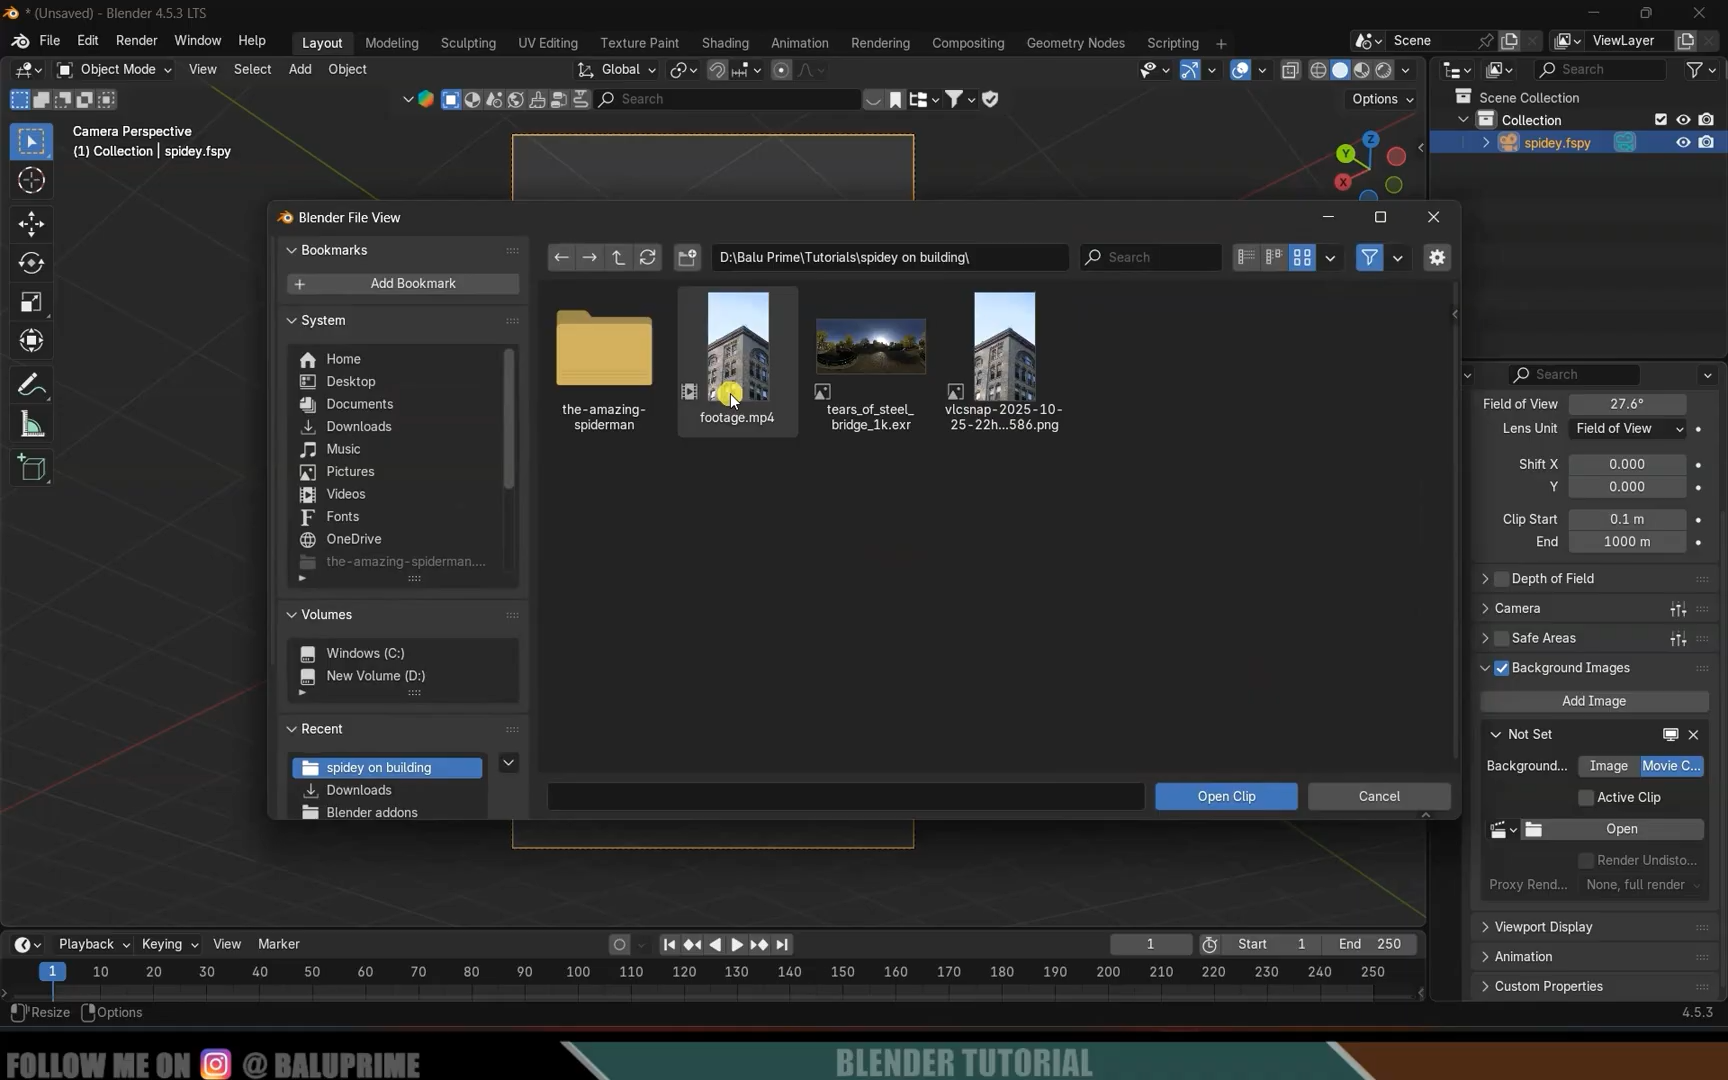 * (Unsaved) - Blender 4.5.3 LTS
File Edit Render Window Help Layout Modeling Sculpting UV Editing Texture Paint Shading Animation Rendering Compositing Geometry Nodes Scripting + Scene ViewLayer
Object Mode View Select Add Object Global Search
Search Options Scene Collection
Collection
Camera Perspective
(1) Collection | spidey.fspy
spidey.fspy
Z
Y
X
Blender File View
Bookmarks
D:\Balu Prime\Tutorials\spidey on building\ Search
+ Add Bookmark
System
Home
Desktop
Documents
Downloads
Music
Pictures
Videos
Fonts
OneDrive
the-amazing-spiderman....
the-amazing-
spiderman
footage.mp4
tears_of_steel_
bridge_1k.exr
vlcsnap-2025-10-
25-22h...586.png
Volumes
Windows (C:)
New Volume (D:)
Recent
spidey on building
Downloads
Blender addons
Open Clip Cancel
Search
Field of View 27.6°
Lens Unit Field of View
Shift X 0.000
Y 0.000
Clip Start 0.1 m
End 1000 m
Depth of Field
Camera
Safe Areas
Background Images
Add Image
Not Set
Background... Image Movie C...
Active Clip
Open
Render Undisto...
Proxy Rend... None, full render
Viewport Display
Animation
Custom Properties
Playback Keying View Marker 1 Start 1 End 250
1 10 20 30 40 50 60 70 80 90 100 110 120 130 140 150 160 170 180 190 200 210 220 230 240 250
Resize Options 4.5.3
FOLLOW ME ON @ BALUPRIME BLENDER TUTORIAL